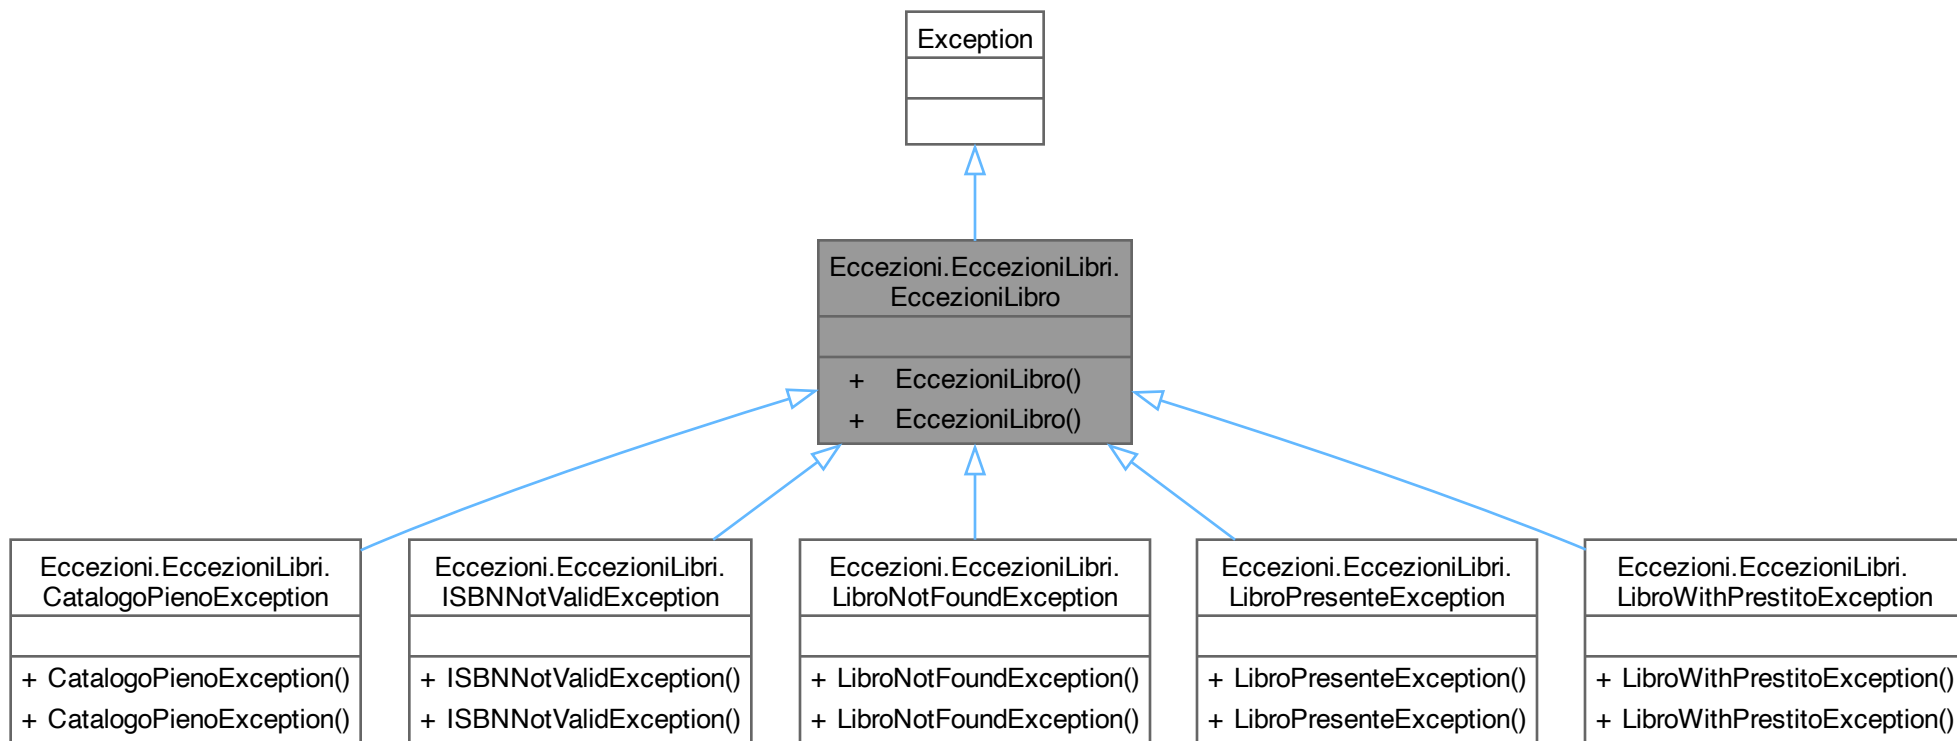 Exception
Eccezioni.EccezioniLibri.
EccezioniLibro
+ EccezioniLibro()
+ EccezioniLibro()
Eccezioni.EccezioniLibri.
CatalogoPienoException
+ CatalogoPienoException()
+ CatalogoPienoException()
Eccezioni.EccezioniLibri.
ISBNNotValidException
+ ISBNNotValidException()
+ ISBNNotValidException()
Eccezioni.EccezioniLibri.
LibroNotFoundException
+ LibroNotFoundException()
+ LibroNotFoundException()
Eccezioni.EccezioniLibri.
LibroPresenteException
+ LibroPresenteException()
+ LibroPresenteException()
Eccezioni.EccezioniLibri.
LibroWithPrestitoException
+ LibroWithPrestitoException()
+ LibroWithPrestitoException()